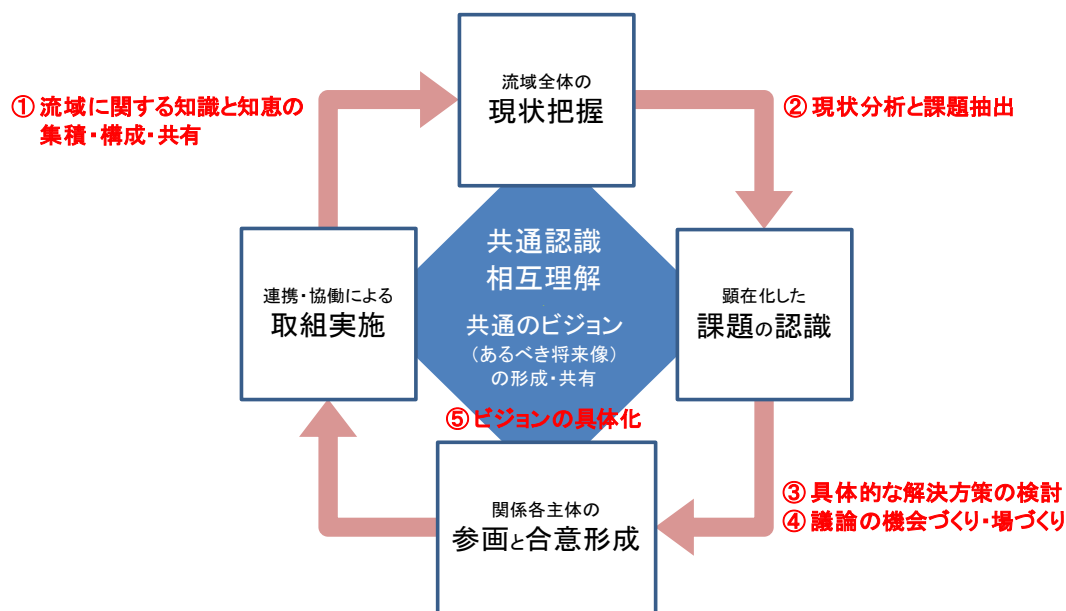 流域全体の
現状把握
① 流域に関する知識と知恵の
集積・構成・共有
② 現状分析と課題抽出
共通認識
相互理解
共通のビジョン
（あるべき将来像）
の形成・共有
連携・協働による
取組実施
顕在化した
課題の認識
⑤ ビジョンの具体化
③ 具体的な解決方策の検討
④ 議論の機会づくり・場づくり
関係各主体の
参画と合意形成